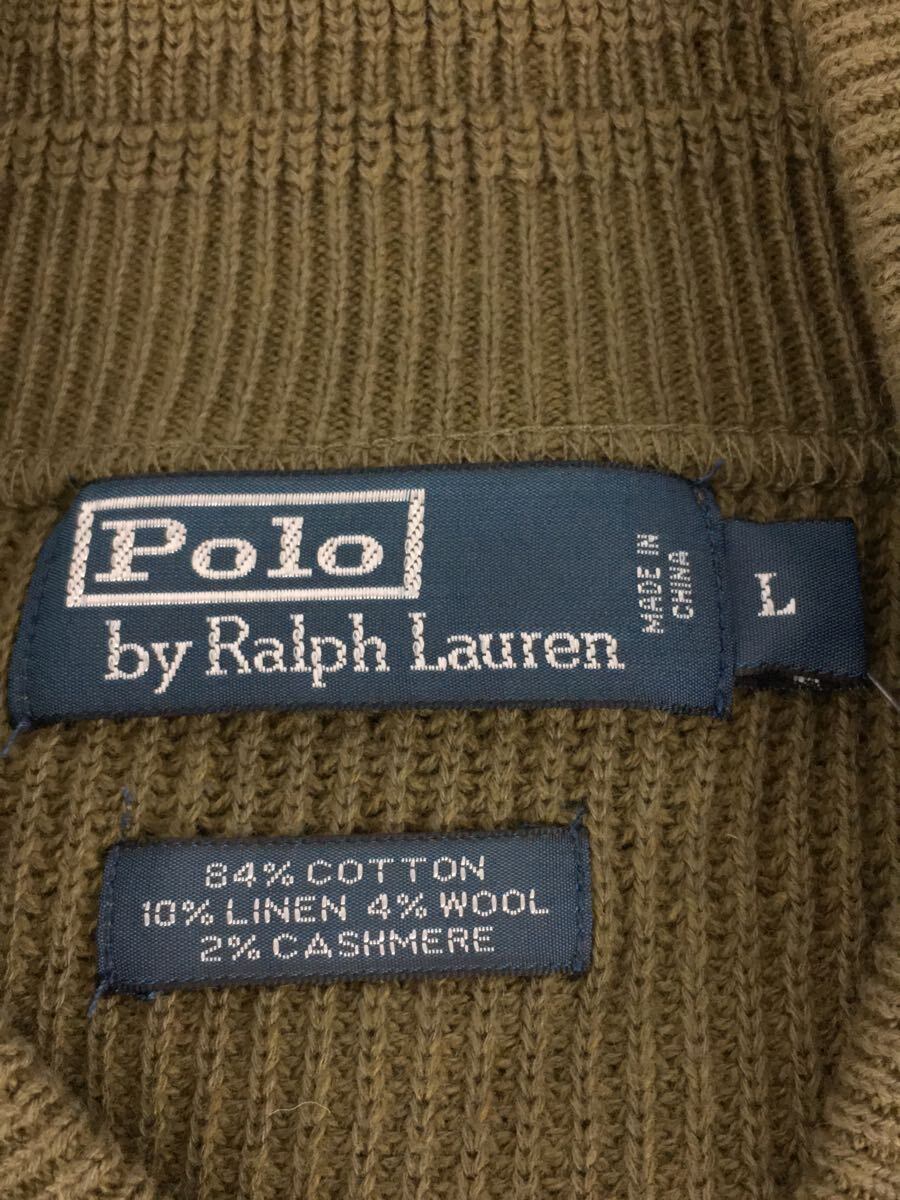 Polo
by Ralph Lauren
MADE IN
CHINA
L
84% COTTON
10% LINEN 4% WOOL
2% CASHMERE